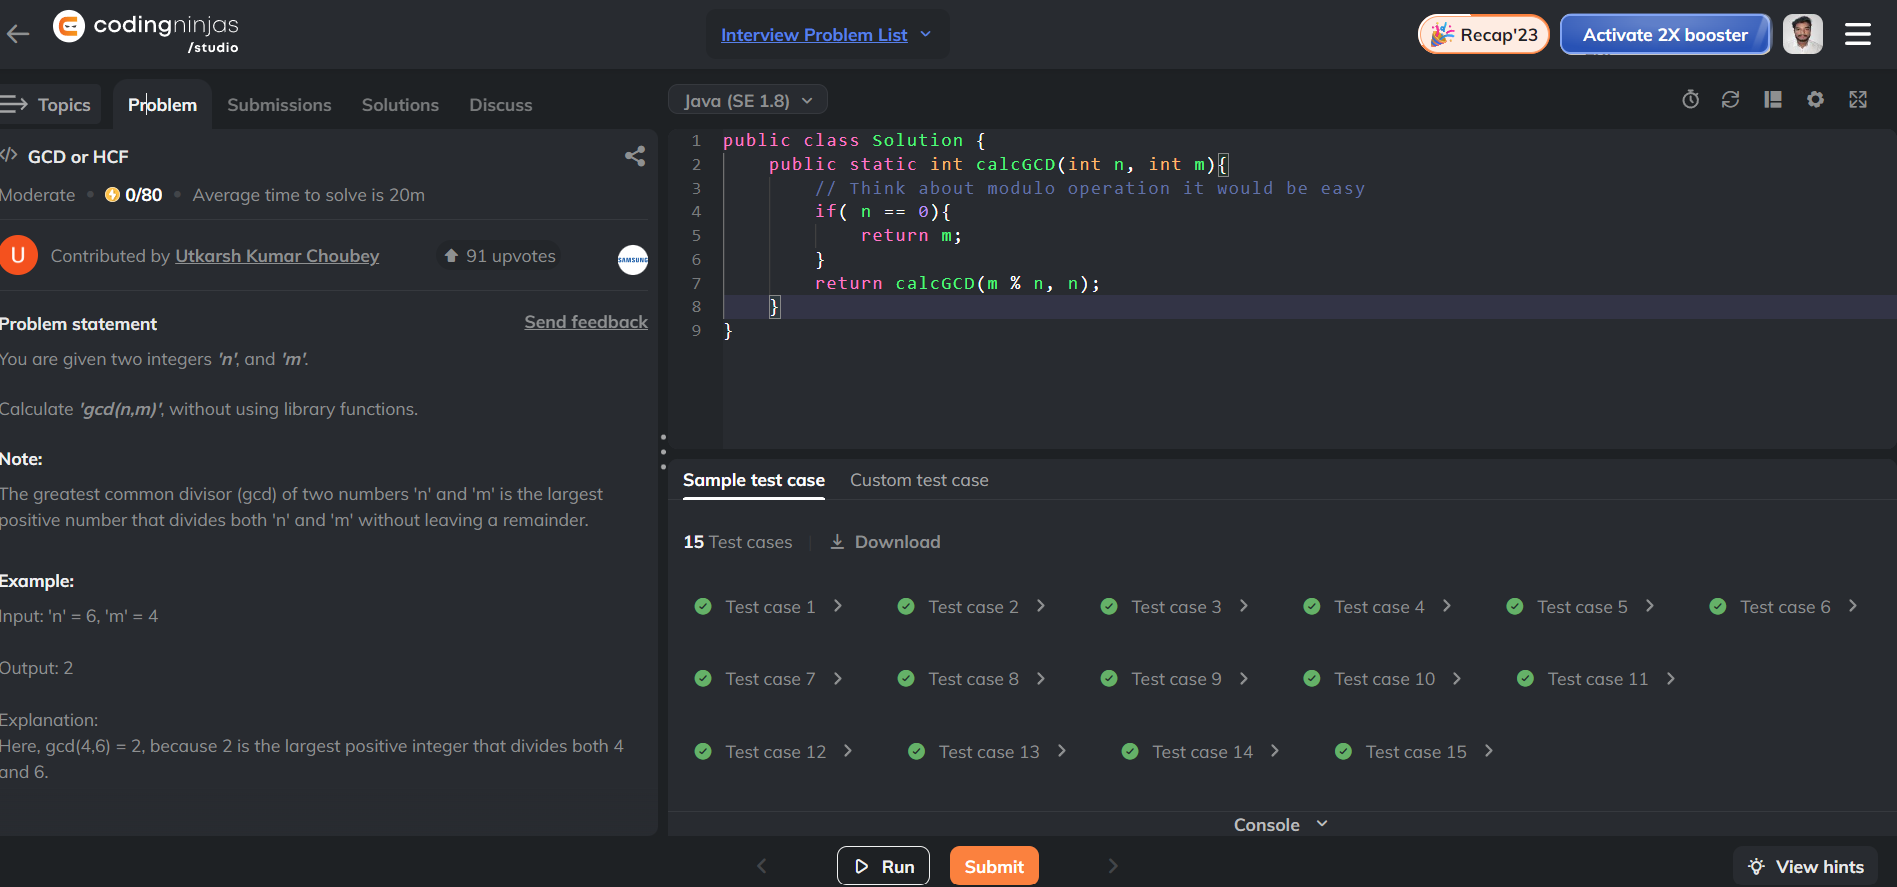 codingninjas
/studio
Interview Problem List
Recap'23
Activate 2X booster
Topics
Problem
Submissions
Solutions
Discuss
</> GCD or HCF
Moderate • 0/80 • Average time to solve is 20m
U
Contributed by Utkarsh Kumar Choubey
91 upvotes
SAMSUNG
Problem statement
Send feedback
You are given two integers 'n', and 'm'.
Calculate 'gcd(n,m)', without using library functions.
Note:
The greatest common divisor (gcd) of two numbers 'n' and 'm' is the largest
positive number that divides both 'n' and 'm' without leaving a remainder.
Example:
Input: 'n' = 6, 'm' = 4
Output: 2
Explanation:
Here, gcd(4,6) = 2, because 2 is the largest positive integer that divides both 4
and 6.
Java (SE 1.8)
1 public class Solution {
2 public static int calcGCD(int n, int m){
3 // Think about modulo operation it would be easy
4 if( n == 0){
5 return m;
6 }
7 return calcGCD(m % n, n);
8 }
9 }
Sample test case
Custom test case
15 Test cases
Download
Test case 1
Test case 2
Test case 3
Test case 4
Test case 5
Test case 6
Test case 7
Test case 8
Test case 9
Test case 10
Test case 11
Test case 12
Test case 13
Test case 14
Test case 15
Console
Run
Submit
View hints